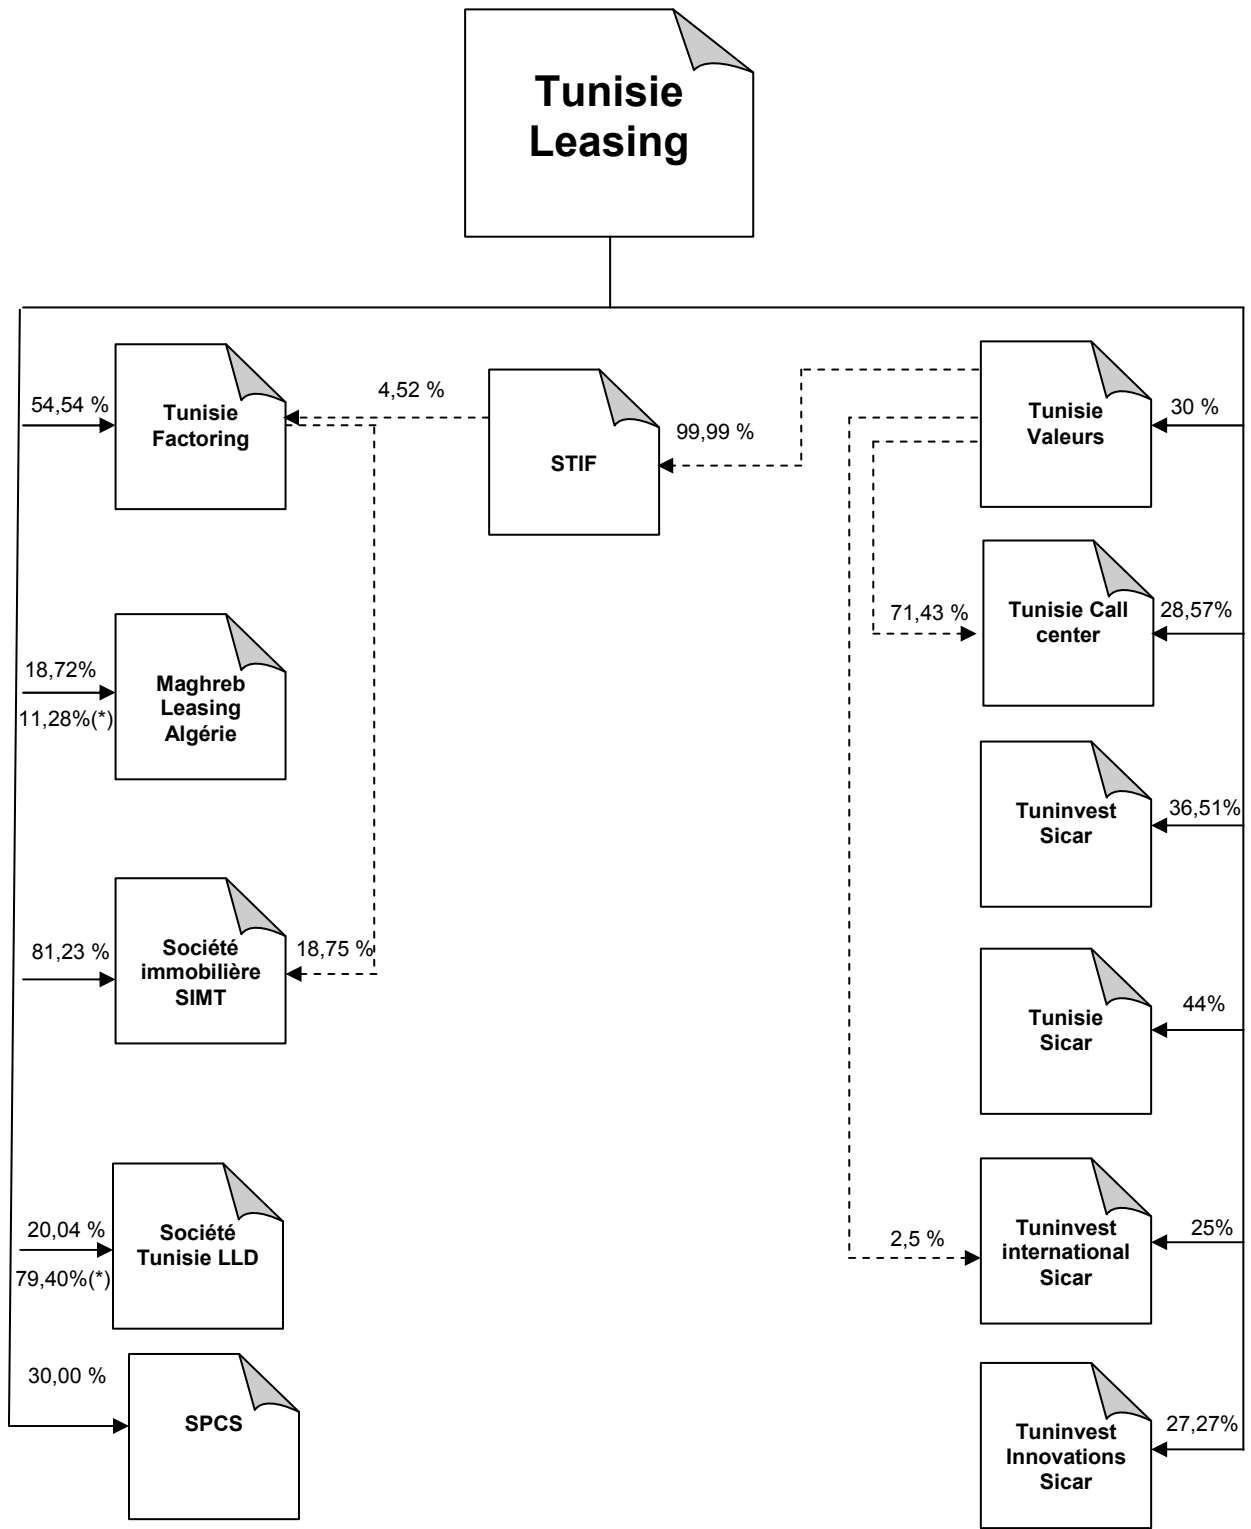 Tunisie
Leasing
54,54 %
Tunisie
Factoring
4,52 %
STIF
99,99 %
Tunisie
Valeurs
30 %
71,43 %
Tunisie Call
center
28,57%
18,72%
11,28%(*)
Maghreb
Leasing
Algérie
Tuninvest
Sicar
36,51%
81,23 %
Société
immobilière
SIMT
18,75 %
Tunisie
Sicar
44%
20,04 %
79,40%(*)
Société
Tunisie LLD
2,5 %
Tuninvest
international
Sicar
25%
30,00 %
SPCS
Tuninvest
Innovations
Sicar
27,27%